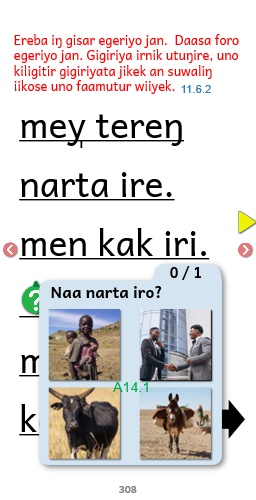 Ereba iŋ gisar egeriyo jan.  Daasa foro
egeriyo jan. Gigiriya irnik utuŋire, uno
kiligitir gigiriyata jikek an suwaliŋ
iikose uno faamutur wiiyek. 11.6.2
mey̩ tereŋ
narta ire.
men kak iri.
0 / 1
Naa narta iro?
A14.1
308